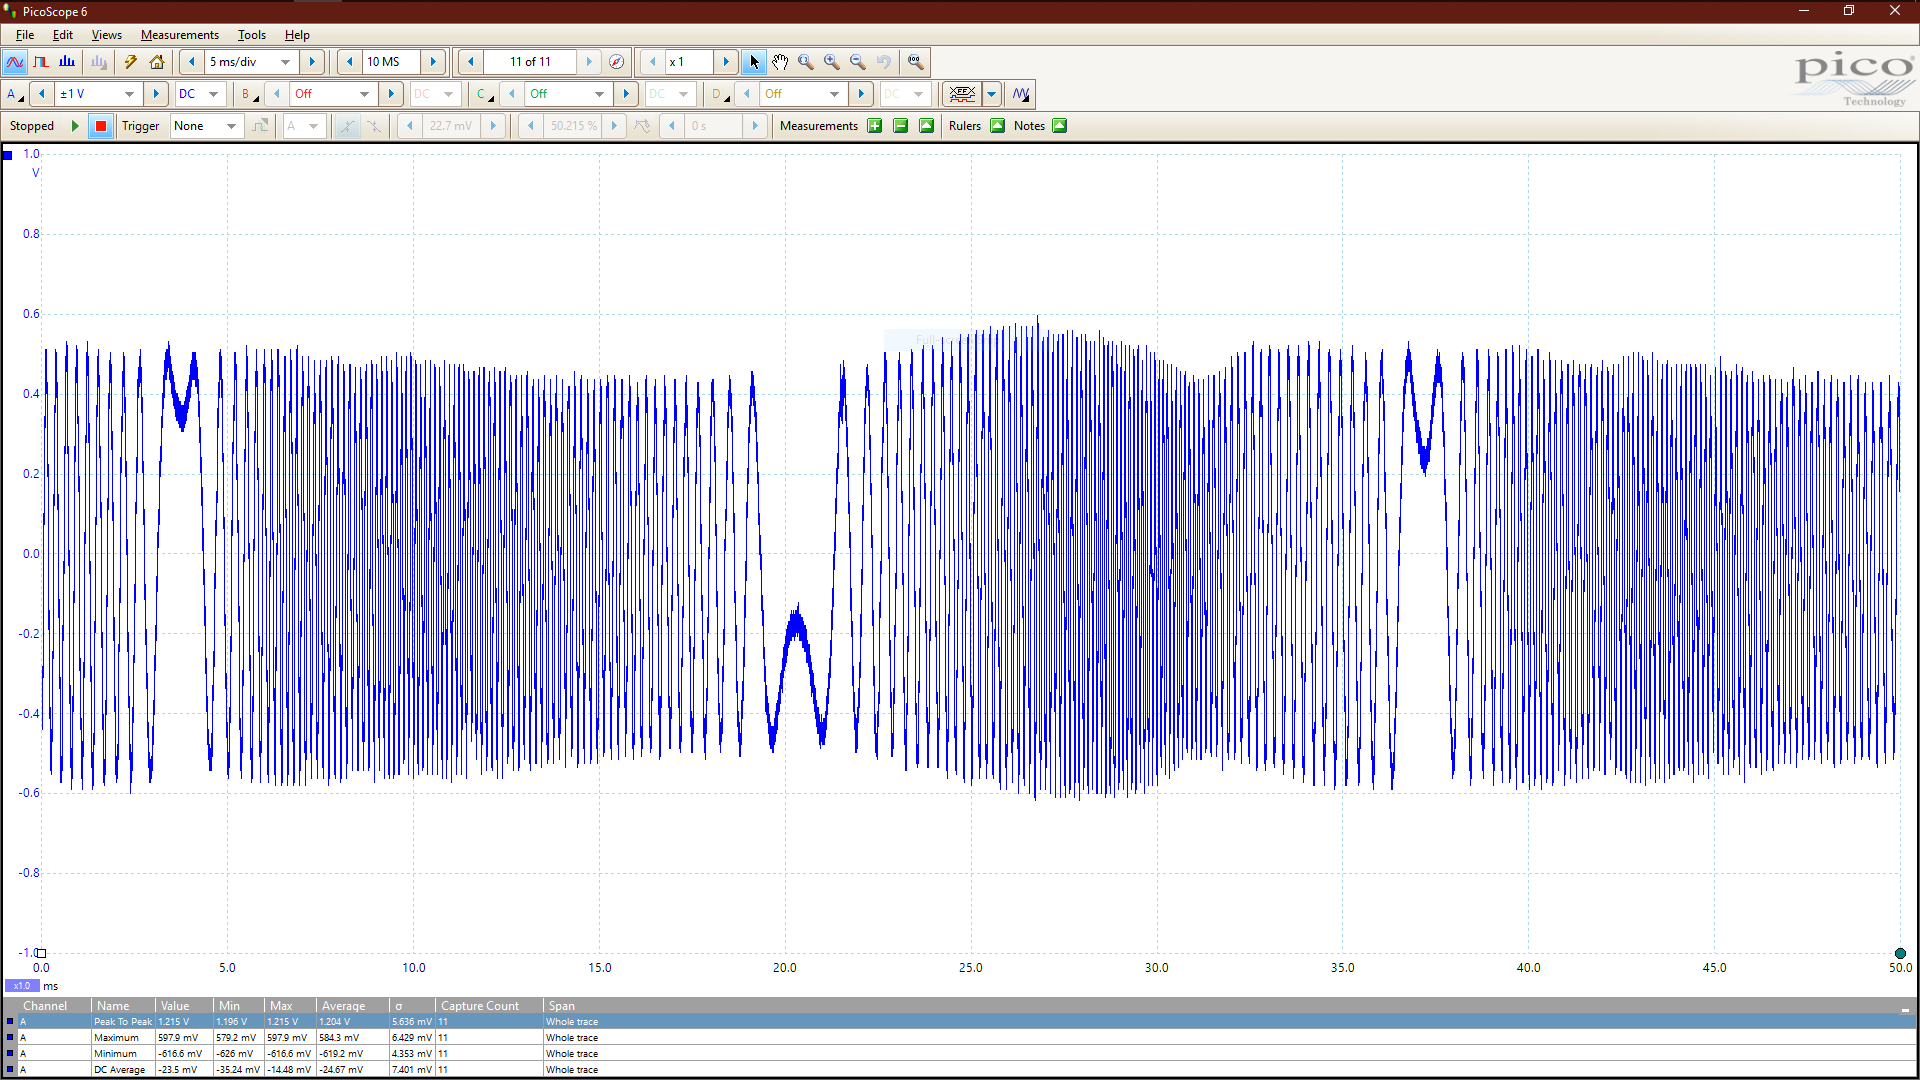 PicoScope 6
File Edit Views Measurements Tools Help
5 ms/div 10 MS 11 of 11 x 1
pico
Technology
A ±1 V DC B Off DC C Off DC D Off DC
Stopped Trigger None A 22.7 mV 50.215 % 0 s Measurements Rulers Notes
1.0
V
0.8
0.6
0.4
0.2
0.0
-0.2
-0.4
-0.6
-0.8
-1.0
0.0 5.0 10.0 15.0 20.0 25.0 30.0 35.0 40.0 45.0 50.0
x1.0 ms
Channel Name Value Min Max Average σ Capture Count Span
A Peak To Peak 1.215 V 1.196 V 1.215 V 1.204 V 5.636 mV 11 Whole trace
A Maximum 597.9 mV 579.2 mV 597.9 mV 584.3 mV 6.429 mV 11 Whole trace
A Minimum -616.6 mV -626 mV -616.6 mV -619.2 mV 4.353 mV 11 Whole trace
A DC Average -23.5 mV -35.24 mV -14.48 mV -24.67 mV 7.401 mV 11 Whole trace